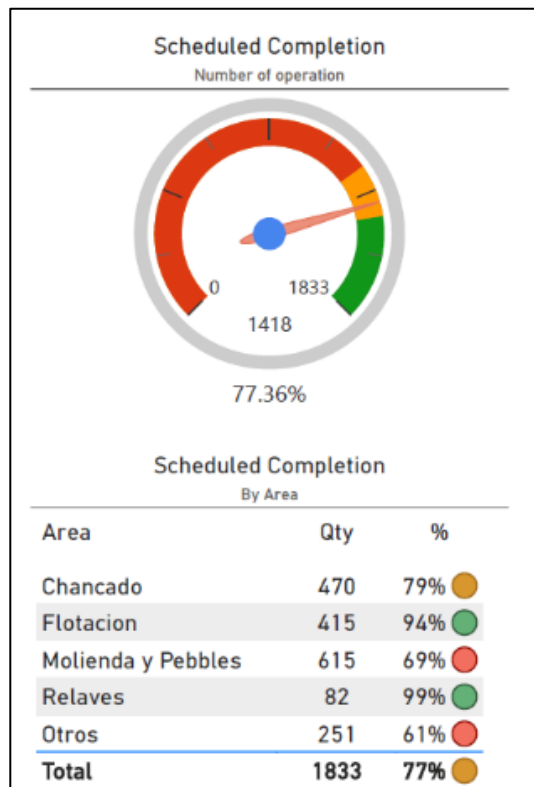 Scheduled Completion
Number of operation
0 1833
1418
77.36%
Scheduled Completion
By Area
Area Qty %
Chancado 470 79%
Flotacion 415 94%
Molienda y Pebbles 615 69%
Relaves 82 99%
Otros 251 61%
Total 1833 77%